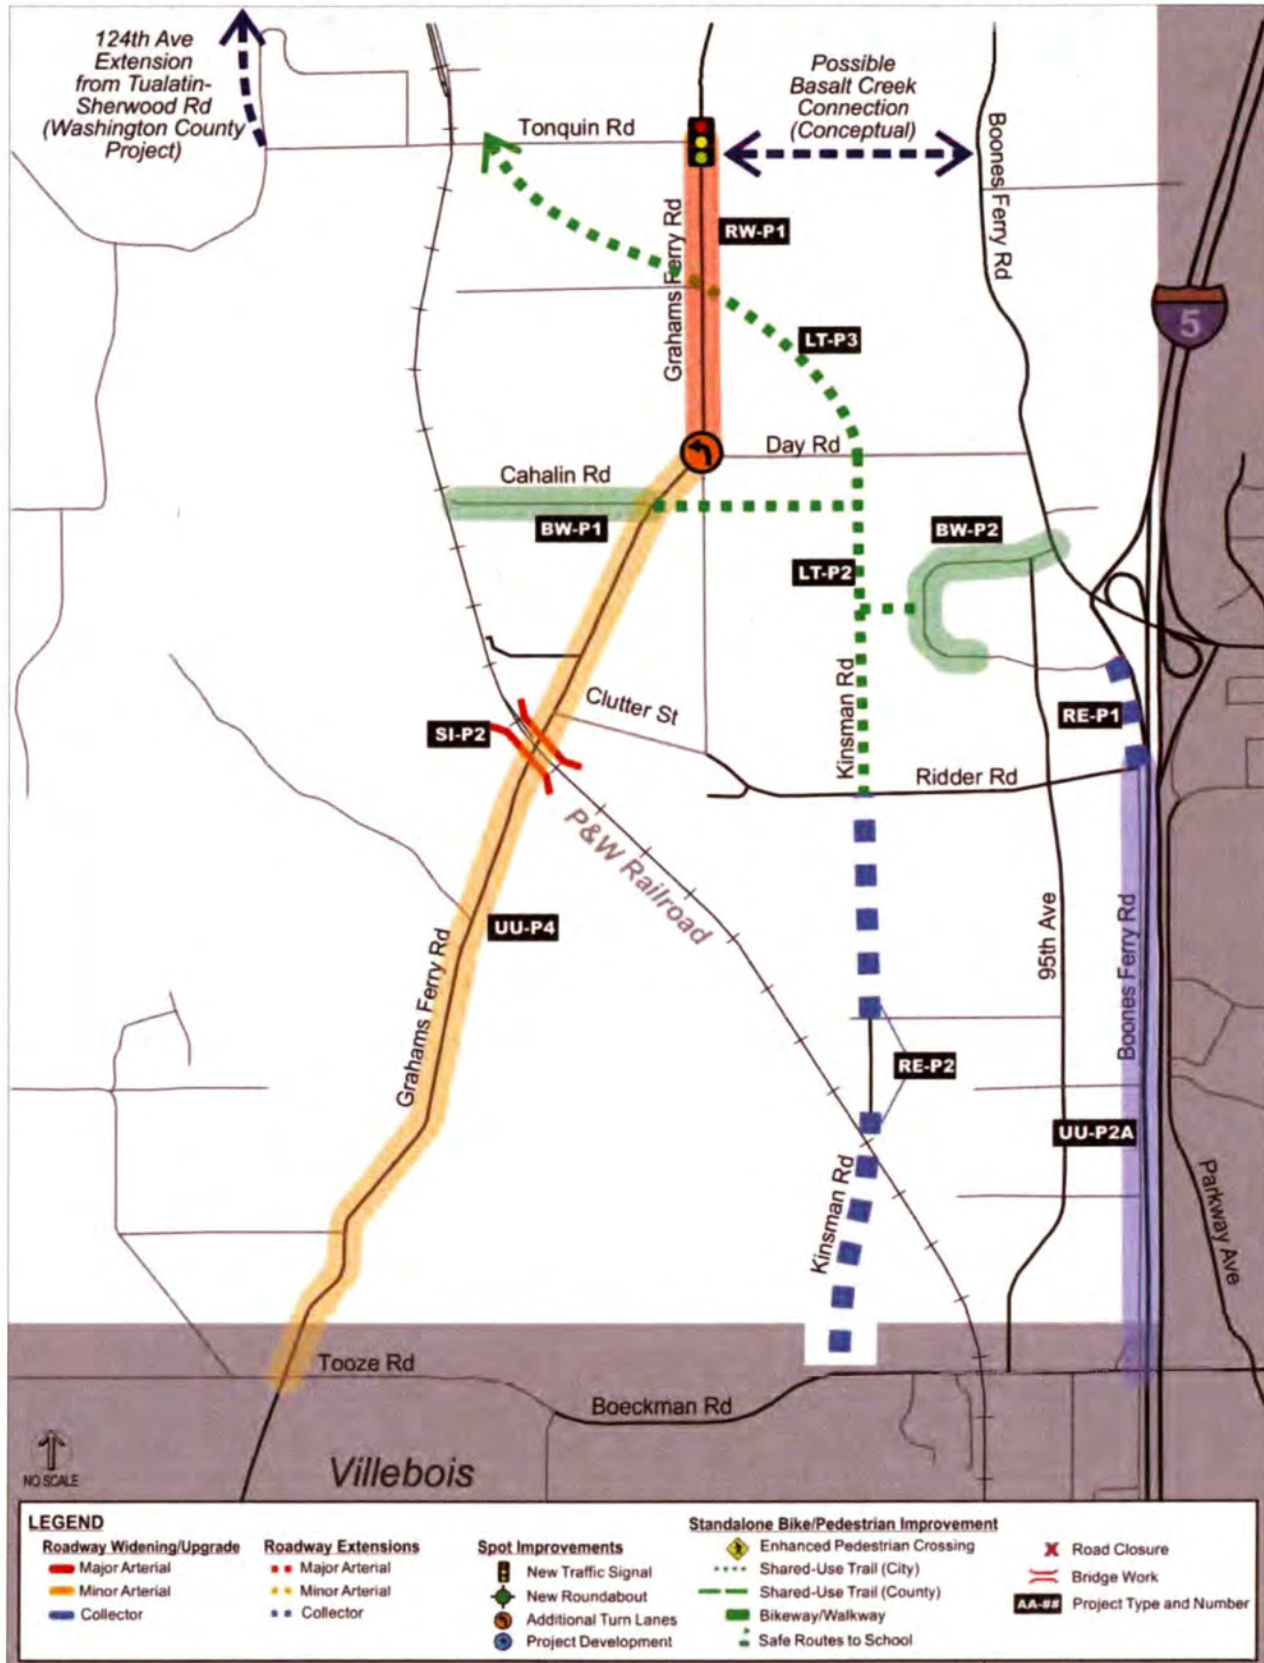 124th Ave
Extension
from Tualatin-
Sherwood Rd
(Washington County
Project)
Possible
Basalt Creek
Connection
(Conceptual)
Tonquin Rd
Boones Ferry Rd
RW-P1
Grahams Ferry Rd
5
LT-P3
Day Rd
Cahalin Rd
BW-P1
BW-P2
LT-P2
Kinsman Rd
Clutter St
SI-P2
RE-P1
Ridder Rd
P&W Railroad
UU-P4
Grahams Ferry Rd
95th Ave
Boones Ferry Rd
RE-P2
UU-P2A
Kinsman Rd
Parkway Ave
Tooze Rd
Boeckman Rd
Villebois
NO SCALE
LEGEND
Roadway Widening/Upgrade
Major Arterial
Minor Arterial
Collector
Roadway Extensions
Major Arterial
Minor Arterial
Collector
Spot Improvements
New Traffic Signal
New Roundabout
Additional Turn Lanes
Project Development
Standalone Bike/Pedestrian Improvement
Enhanced Pedestrian Crossing
Shared-Use Trail (City)
Shared-Use Trail (County)
Bikeway/Walkway
Safe Routes to School
Road Closure
Bridge Work
AA-## Project Type and Number